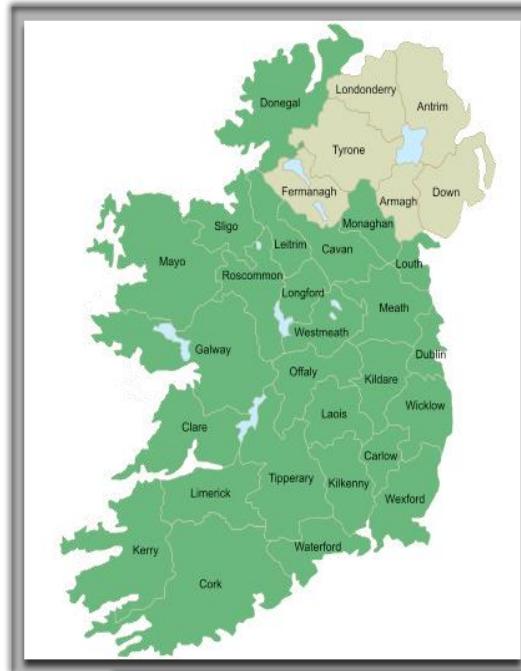 Londonderry
Antrim
Donegal
Tyrone
Fermanagh
Armagh
Down
Monaghan
Sligo
Leitrim
Cavan
Mayo
Louth
Roscommon
Longford
Meath
Westmeath
Galway
Dublin
Offaly
Kildare
Laois
Wicklow
Clare
Carlow
Tipperary
Kilkenny
Limerick
Wexford
Waterford
Kerry
Cork